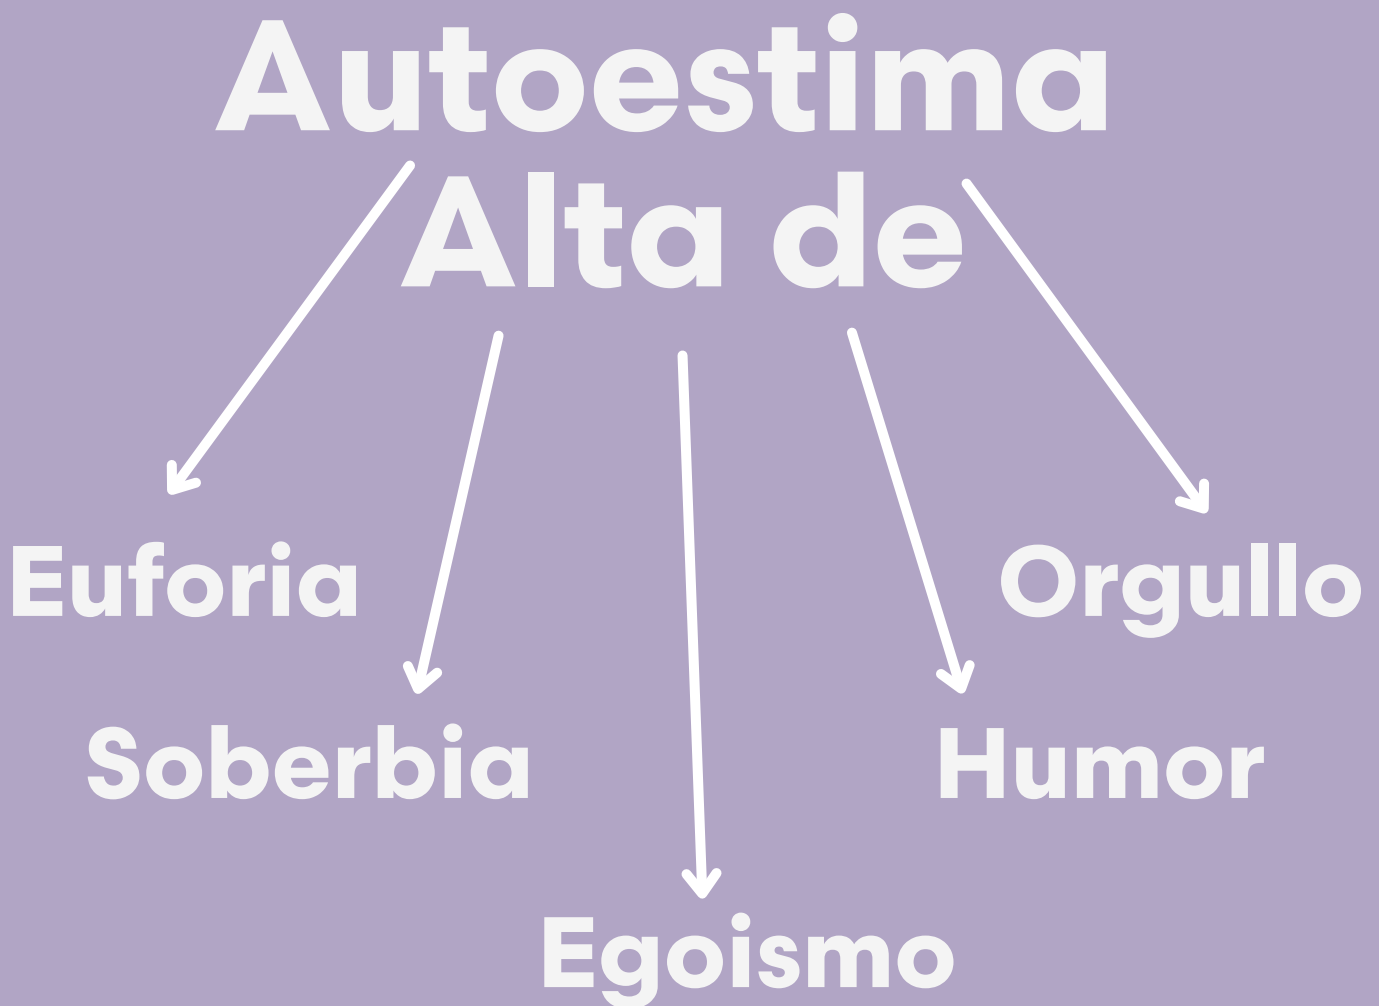 Autoestima
Alta de
Euforia
Orgullo
Soberbia
Humor
Egoismo